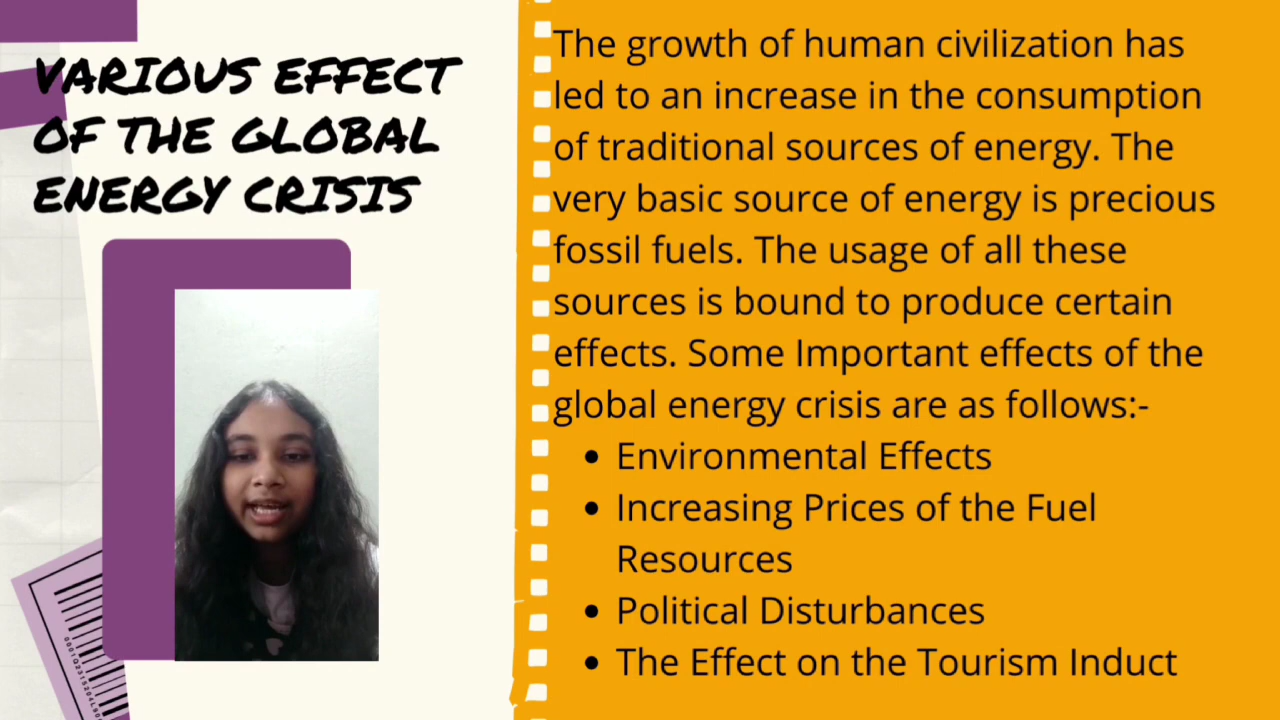 VARIOUS EFFECT
OF THE GLOBAL
ENERGY CRISIS
The growth of human civilization has
led to an increase in the consumption
of traditional sources of energy. The
very basic source of energy is precious
fossil fuels. The usage of all these
sources is bound to produce certain
effects. Some Important effects of the
global energy crisis are as follows:-
• Environmental Effects
• Increasing Prices of the Fuel
Resources
• Political Disturbances
• The Effect on the Tourism Induct